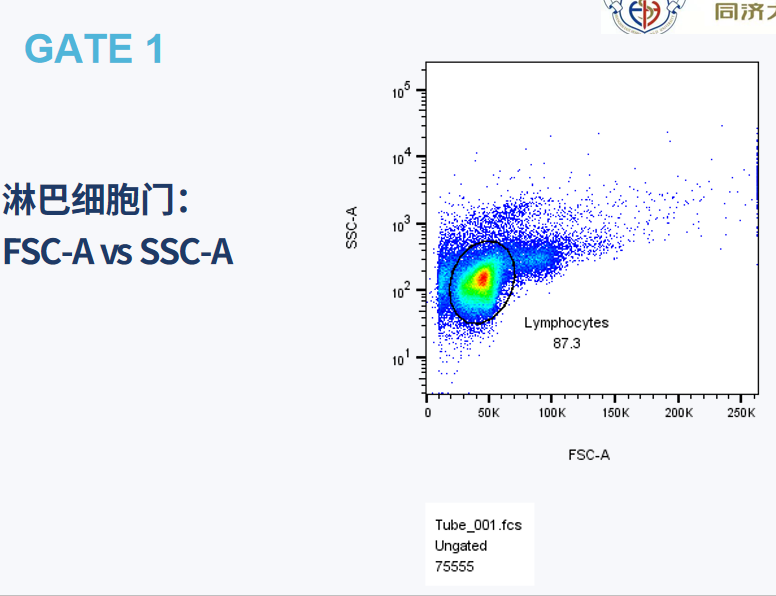 同济大
GATE 1
淋巴细胞门：
FSC-A vs SSC-A
SSC-A
10^5
10^4
10^3
10^2
10^1
Lymphocytes
87.3
0 50K 100K 150K 200K 250K
FSC-A
Tube_001.fcs
Ungated
75555